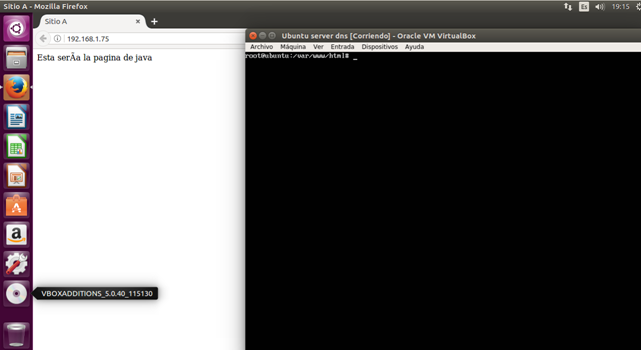 Sitio A - Mozilla Firefox
Es
19:15
Sitio A
192.168.1.75
Esta serÃa la pagina de java
Ubuntu server dns [Corriendo] - Oracle VM VirtualBox
Archivo Máquina Ver Entrada Dispositivos Ayuda
root@ubuntu:/var/www/html# _
VBOXADDITIONS_5.0.40_115130